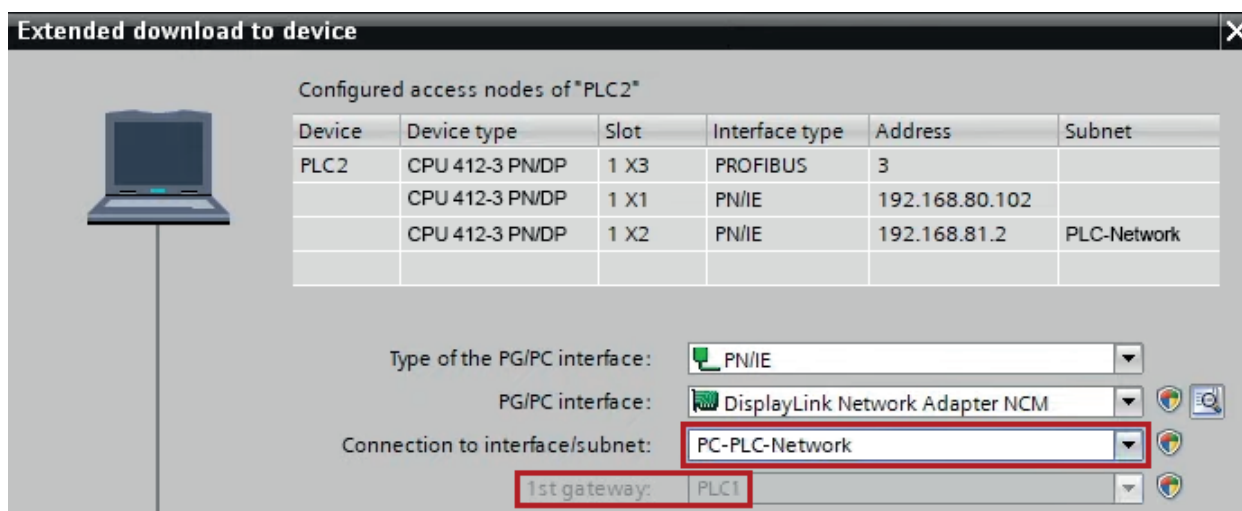 Extended download to device
Configured access nodes of "PLC2"
Device Device type Slot Interface type Address Subnet
PLC2 CPU 412-3 PN/DP 1 X3 PROFIBUS 3
CPU 412-3 PN/DP 1 X1 PN/IE 192.168.80.102
CPU 412-3 PN/DP 1 X2 PN/IE 192.168.81.2 PLC-Network
Type of the PG/PC interface: PN/IE
PG/PC interface: DisplayLink Network Adapter NCM
Connection to interface/subnet: PC-PLC-Network
1st gateway: PLC1